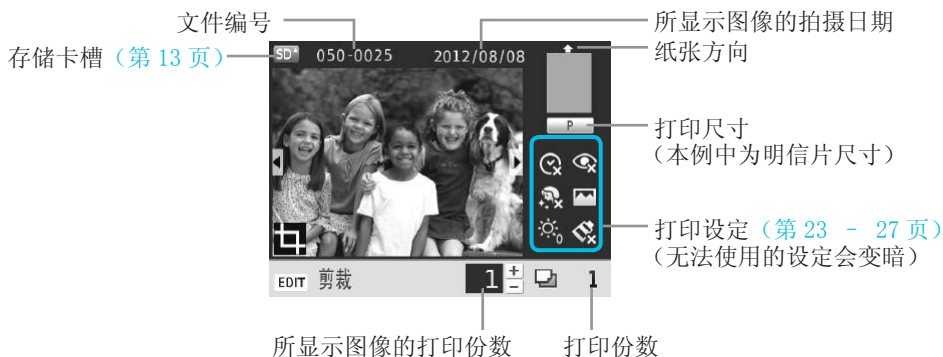 文件编号
所显示图像的拍摄日期
存储卡槽（第 13 页）
SD
050-0025
2012/08/08
纸张方向
P
打印尺寸
（本例中为明信片尺寸）
0
打印设定（第 23 – 27 页）
（无法使用的设定会变暗）
EDIT 剪裁
1 + −
1
所显示图像的打印份数
打印份数